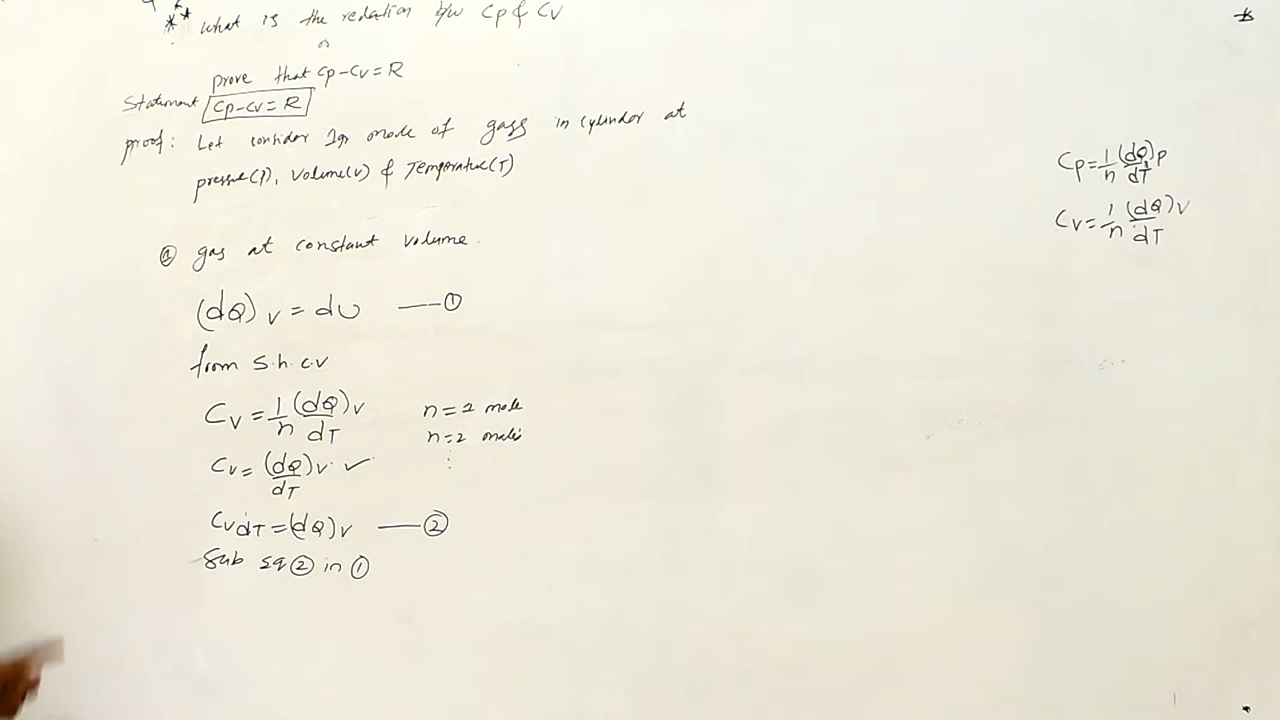 ** what is the relation b/w Cp & CV
or
prove that Cp-Cv=R
Statement Cp-Cv=R
proof: Let consider 1gr mole of gass in cylinder at
pressure(P), Volume(V) & Temperature(T)
Cp=1/n (dQ/dT)P
Cv=1/n (dQ/dT)V
① gas at constant volume.
(dQ)v = dU —①
from s.h.c.v
Cv=1/n (dQ/dT)v n=1 mole
n=2 moles
⋮
Cv=(dQ/dT)v ✓
CvdT=(dQ)v —②
Sub eq② in ①